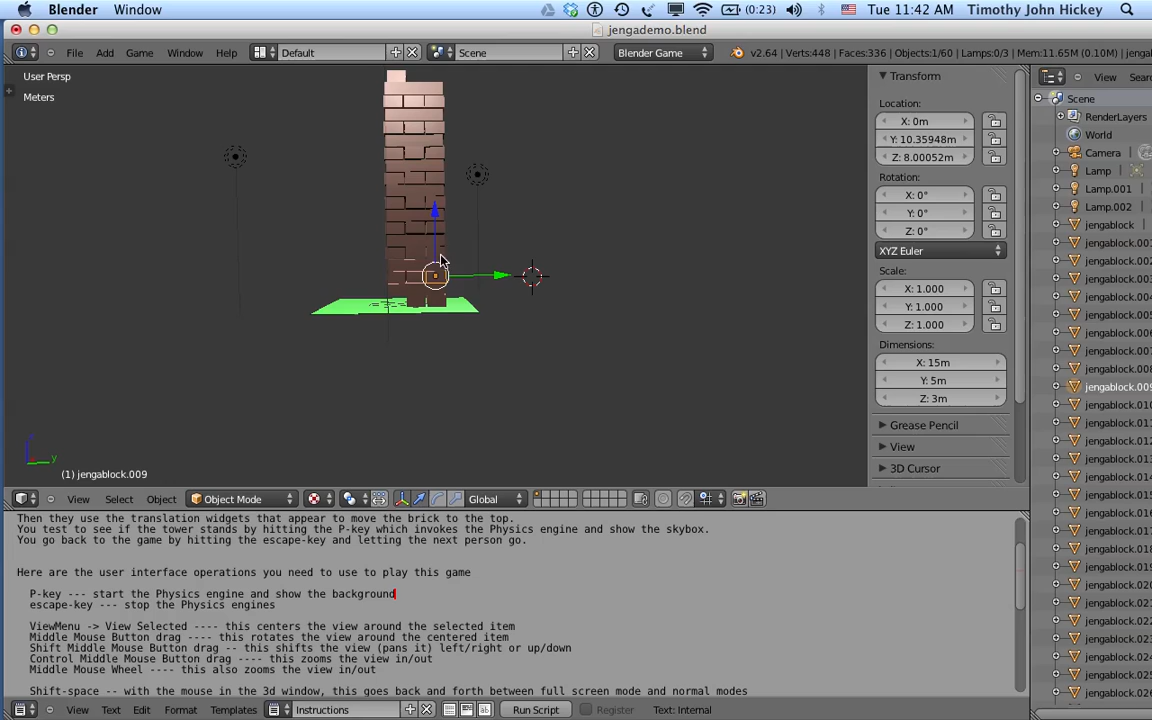 Blender Window (0:23) Tue 11:42 AM Timothy John Hickey
jengademo.blend
File Add Game Window Help Default Scene Blender Game v2.64 | Verts:448 | Faces:336 | Objects:1/60 | Lamps:0/3 | Mem:11.65M (0.10M) | jengab
User Persp
Meters
(1) jengablock.009
Transform
Location:
X: 0m
Y: 10.35948m
Z: 8.00052m
Rotation:
X: 0°
Y: 0°
Z: 0°
XYZ Euler
Scale:
X: 1.000
Y: 1.000
Z: 1.000
Dimensions:
X: 15m
Y: 5m
Z: 3m
Grease Pencil
View
3D Cursor
View Sear
Scene
RenderLayers
World
Camera
Lamp
Lamp.001
Lamp.002
jengablock
jengablock.001
jengablock.002
jengablock.003
jengablock.004
jengablock.005
jengablock.006
jengablock.007
jengablock.008
jengablock.009
jengablock.010
jengablock.011
jengablock.012
jengablock.013
jengablock.014
jengablock.015
jengablock.016
jengablock.017
jengablock.018
jengablock.019
jengablock.020
jengablock.021
jengablock.022
jengablock.023
jengablock.024
jengablock.025
jengablock.026
View Select Object Object Mode Global
Then they use the translation widgets that appear to move the brick to the top.
You test to see if the tower stands by hitting the P-key which invokes the Physics engine and show the skybox.
You go back to the game by hitting the escape-key and letting the next person go.
Here are the user interface operations you need to use to play this game
P-key --- start the Physics engine and show the background
escape-key --- stop the Physics engines
ViewMenu -> View Selected ---- this centers the view around the selected item
Middle Mouse Button drag ---- this rotates the view around the centered item
Shift Middle Mouse Button drag -- this shifts the view (pans it) left/right or up/down
Control Middle Mouse Button drag ---- this zooms the view in/out
Middle Mouse Wheel ---- this also zooms the view in/out
Shift-space -- with the mouse in the 3d window, this goes back and forth between full screen mode and normal modes
View Text Edit Format Templates Instructions Run Script Register Text: Internal